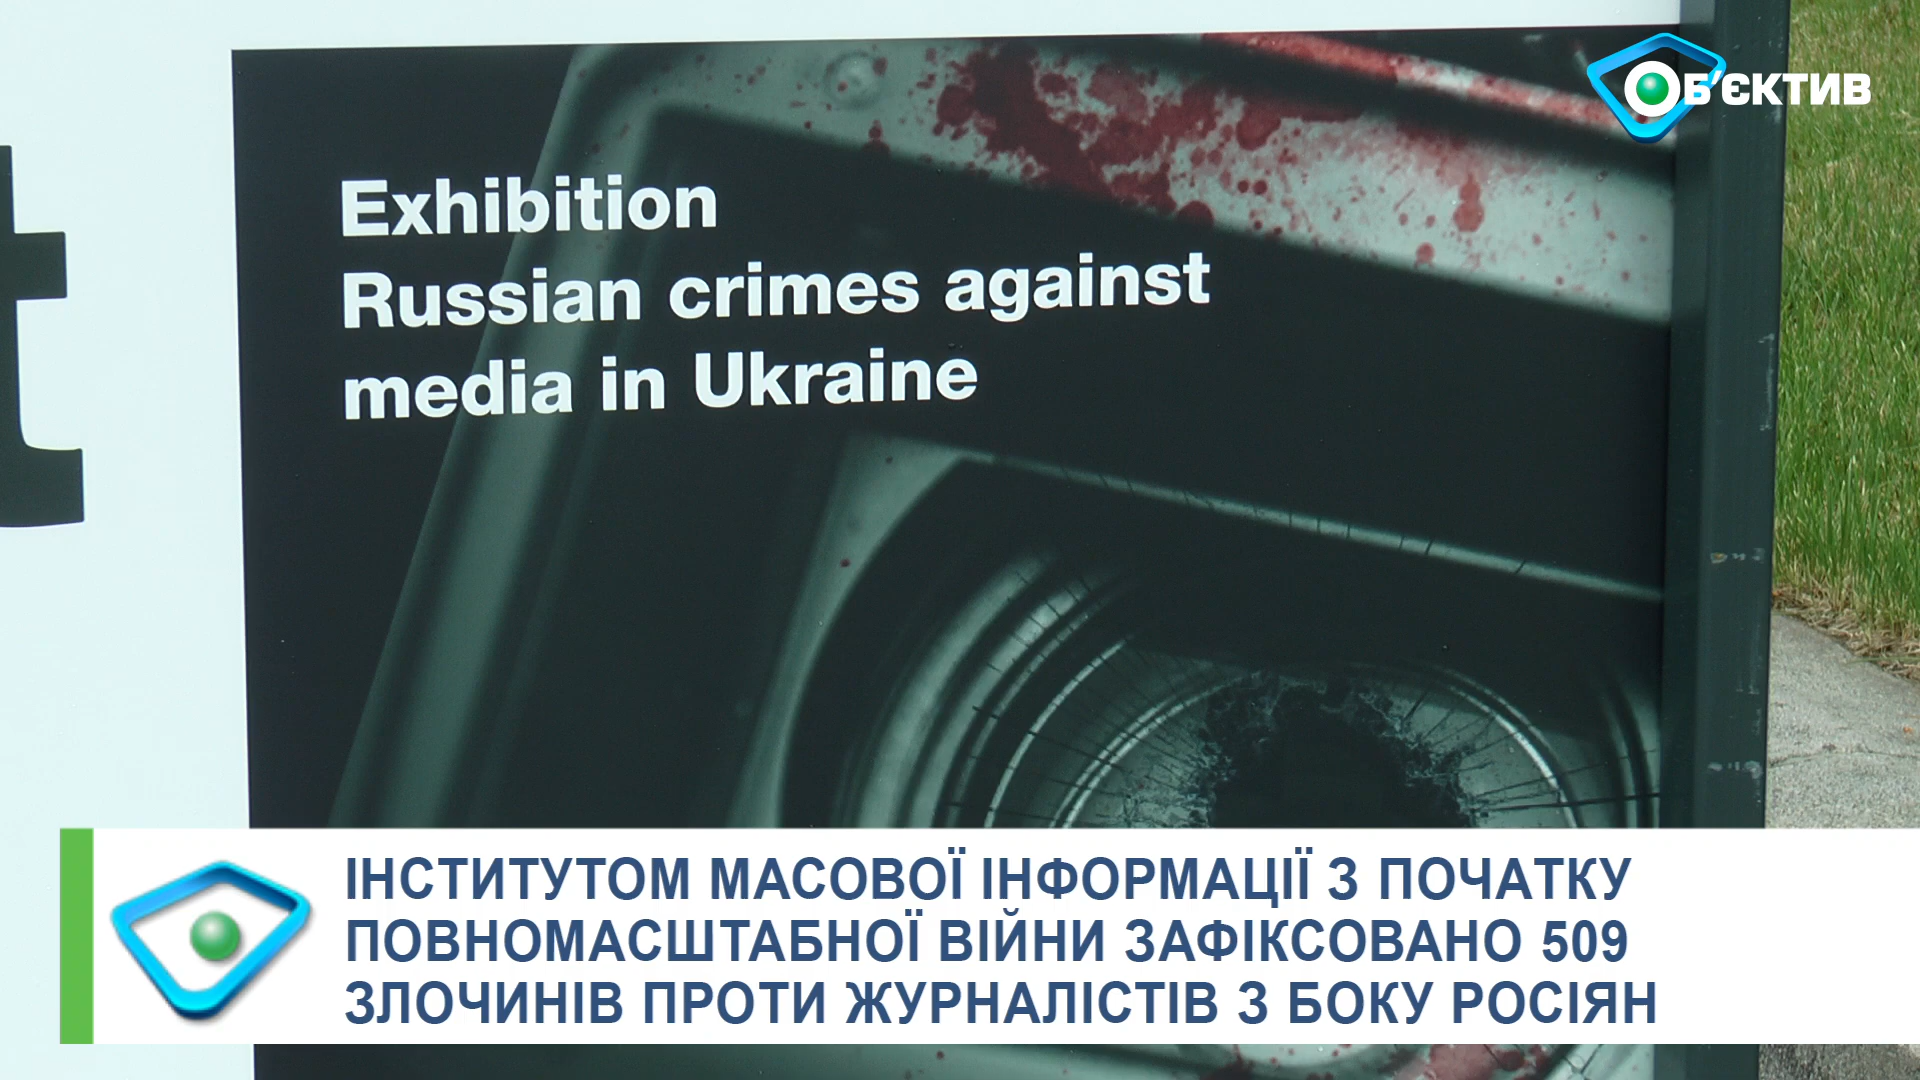 ОБ'ЄКТИВ
t
Exhibition
Russian crimes against
media in Ukraine
ІНСТИТУТОМ МАСОВОЇ ІНФОРМАЦІЇ З ПОЧАТКУ
ПОВНОМАСШТАБНОЇ ВІЙНИ ЗАФІКСОВАНО 509
ЗЛОЧИНІВ ПРОТИ ЖУРНАЛІСТІВ З БОКУ РОСІЯН